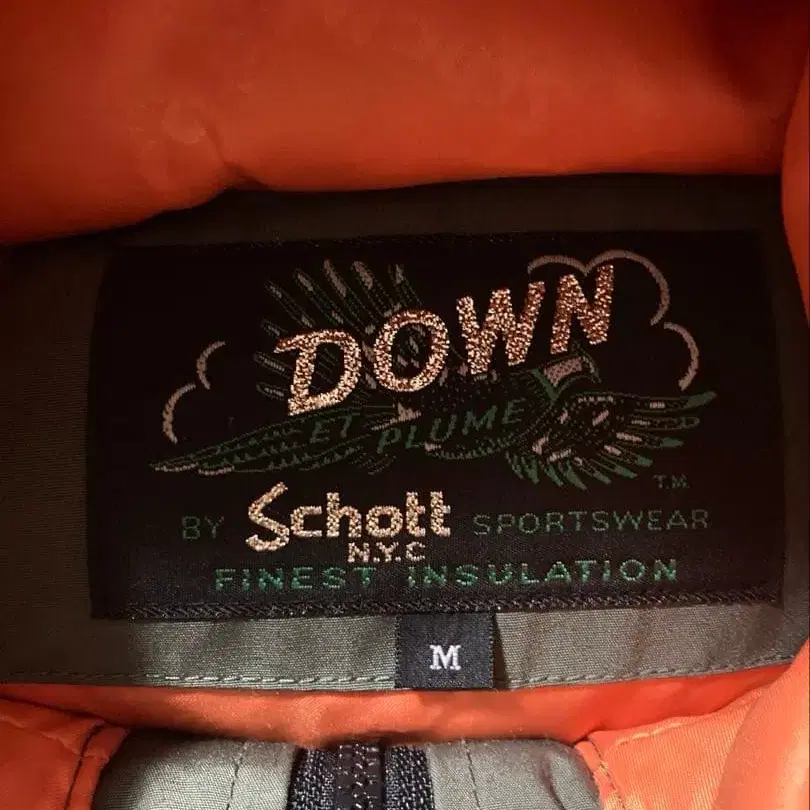 DOWN
ET PLUME
T.M.
BY Schott SPORTSWEAR
N.Y.C
FINEST INSULATION
M